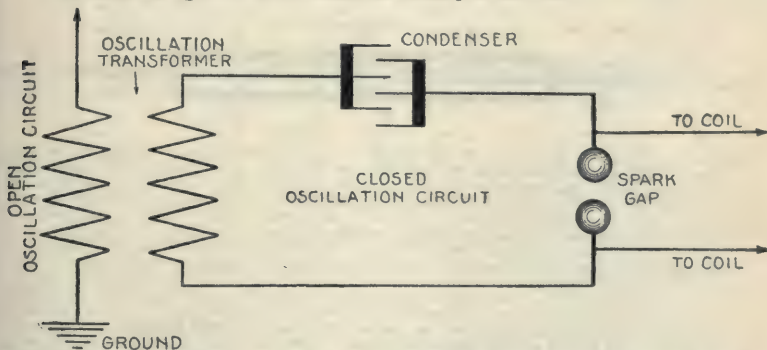 OSCILLATION
TRANSFORMER
CONDENSER
OPEN
OSCILLATION CIRCUIT
TO COIL
CLOSED
OSCILLATION CIRCUIT
SPARK
GAP
TO COIL
GROUND